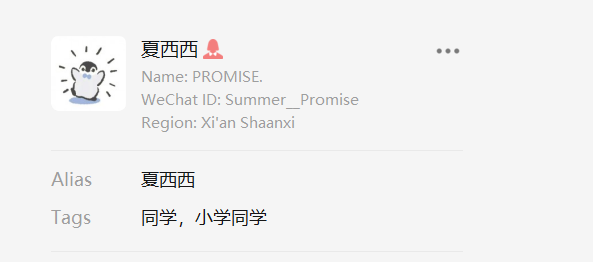 夏西西
Name: PROMISE.
WeChat ID: Summer__Promise
Region: Xi'an Shaanxi
Alias 夏西西
Tags 同学，小学同学